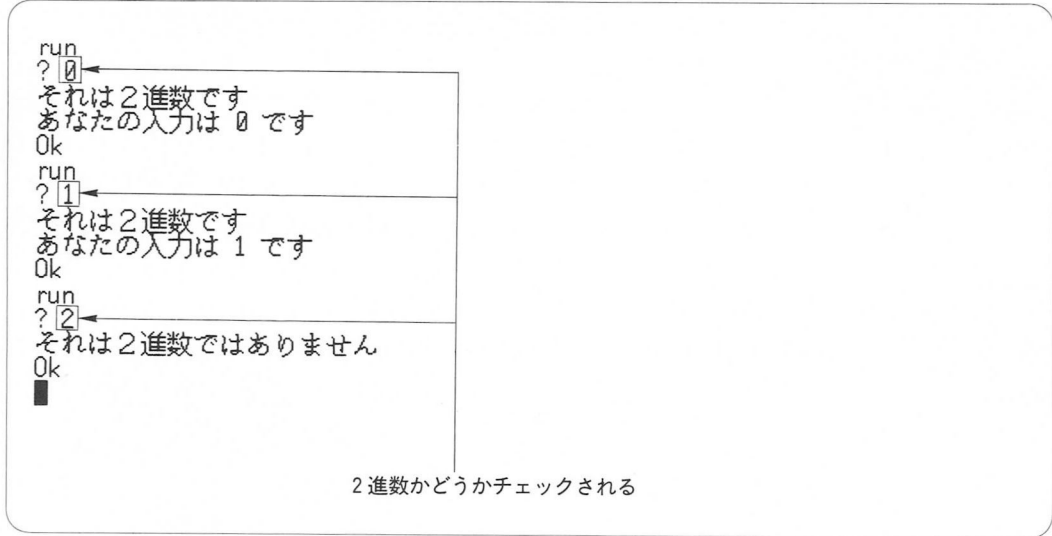 run
? 0
それは２進数です
あなたの入力は 0 です
Ok
run
? 1
それは２進数です
あなたの入力は 1 です
Ok
run
? 2
それは２進数ではありません
Ok
2進数かどうかチェックされる